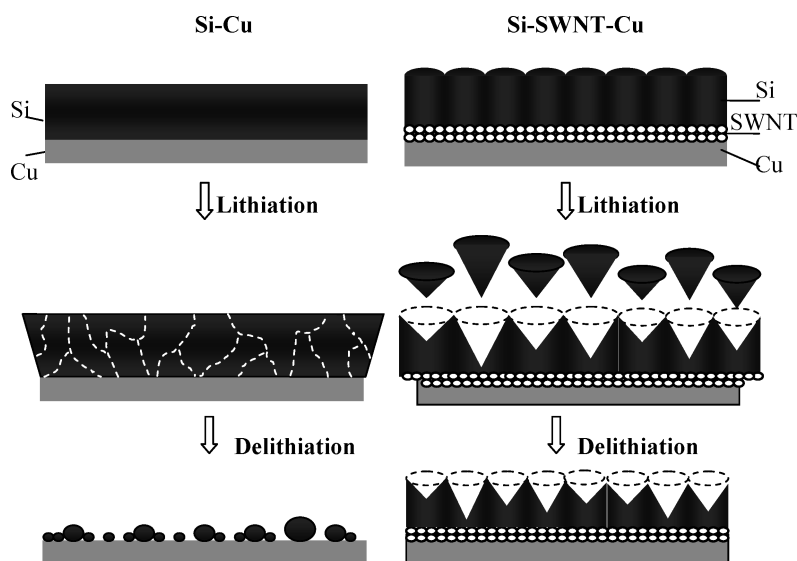 Si-Cu
Si-SWNT-Cu
Si
Cu
Si
SWNT
Cu
Lithiation
Lithiation
Delithiation
Delithiation